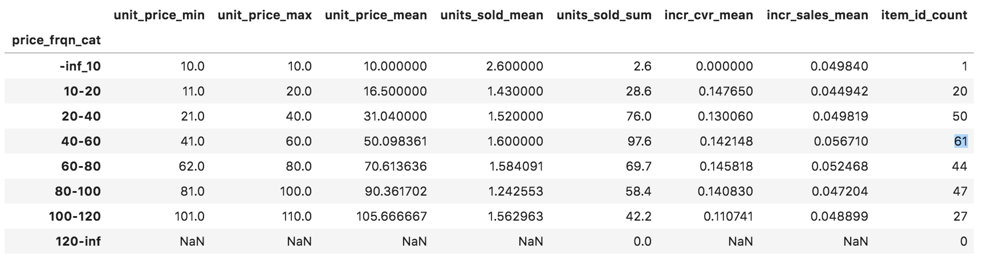 unit_price_min unit_price_max unit_price_mean units_sold_mean units_sold_sum incr_cvr_mean incr_sales_mean item_id_count
price_frqn_cat
-inf_10 10.0 10.0 10.000000 2.600000 2.6 0.000000 0.049840 1
10-20 11.0 20.0 16.500000 1.430000 28.6 0.147650 0.044942 20
20-40 21.0 40.0 31.040000 1.520000 76.0 0.130060 0.049819 50
40-60 41.0 60.0 50.098361 1.600000 97.6 0.142148 0.056710 61
60-80 62.0 80.0 70.613636 1.584091 69.7 0.145818 0.052468 44
80-100 81.0 100.0 90.361702 1.242553 58.4 0.140830 0.047204 47
100-120 101.0 110.0 105.666667 1.562963 42.2 0.110741 0.048899 27
120-inf NaN NaN NaN NaN 0.0 NaN NaN 0